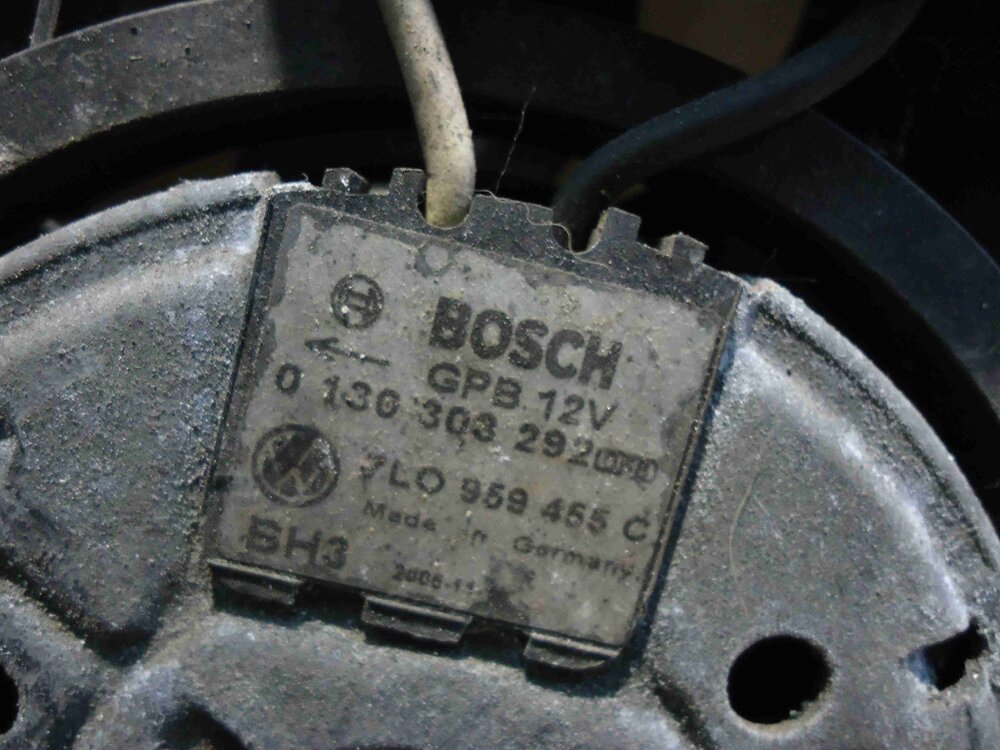 BOSCH
GPB 12V
0 130 303 292
7L0 959 455 C
Made in Germany.
BH3